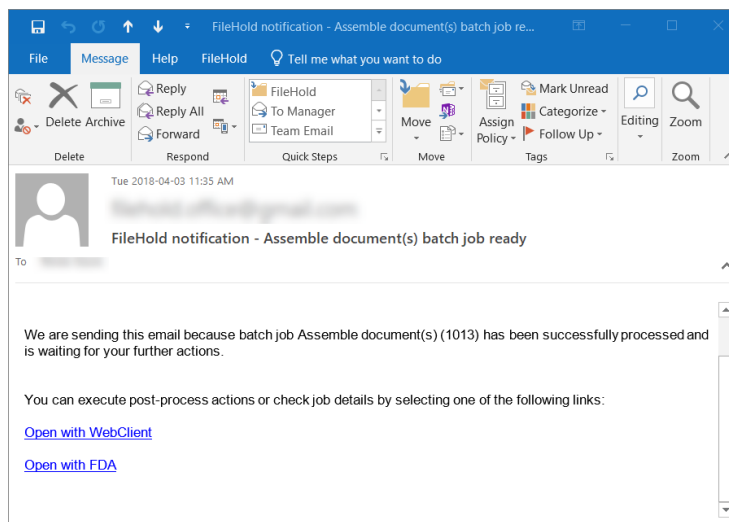 FileHold notification - Assemble document(s) batch job re...
File Message Help FileHold Tell me what you want to do
Delete Archive
Delete
Reply
Reply All
Forward
Respond
FileHold
To Manager
Team Email
Quick Steps
Move
Move
Assign Policy
Mark Unread
Categorize
Follow Up
Tags
Editing
Zoom
Zoom
Tue 2018-04-03 11:35 AM
FileHold notification - Assemble document(s) batch job ready
To
We are sending this email because batch job Assemble document(s) (1013) has been successfully processed and
is waiting for your further actions.
You can execute post-process actions or check job details by selecting one of the following links:
Open with WebClient
Open with FDA